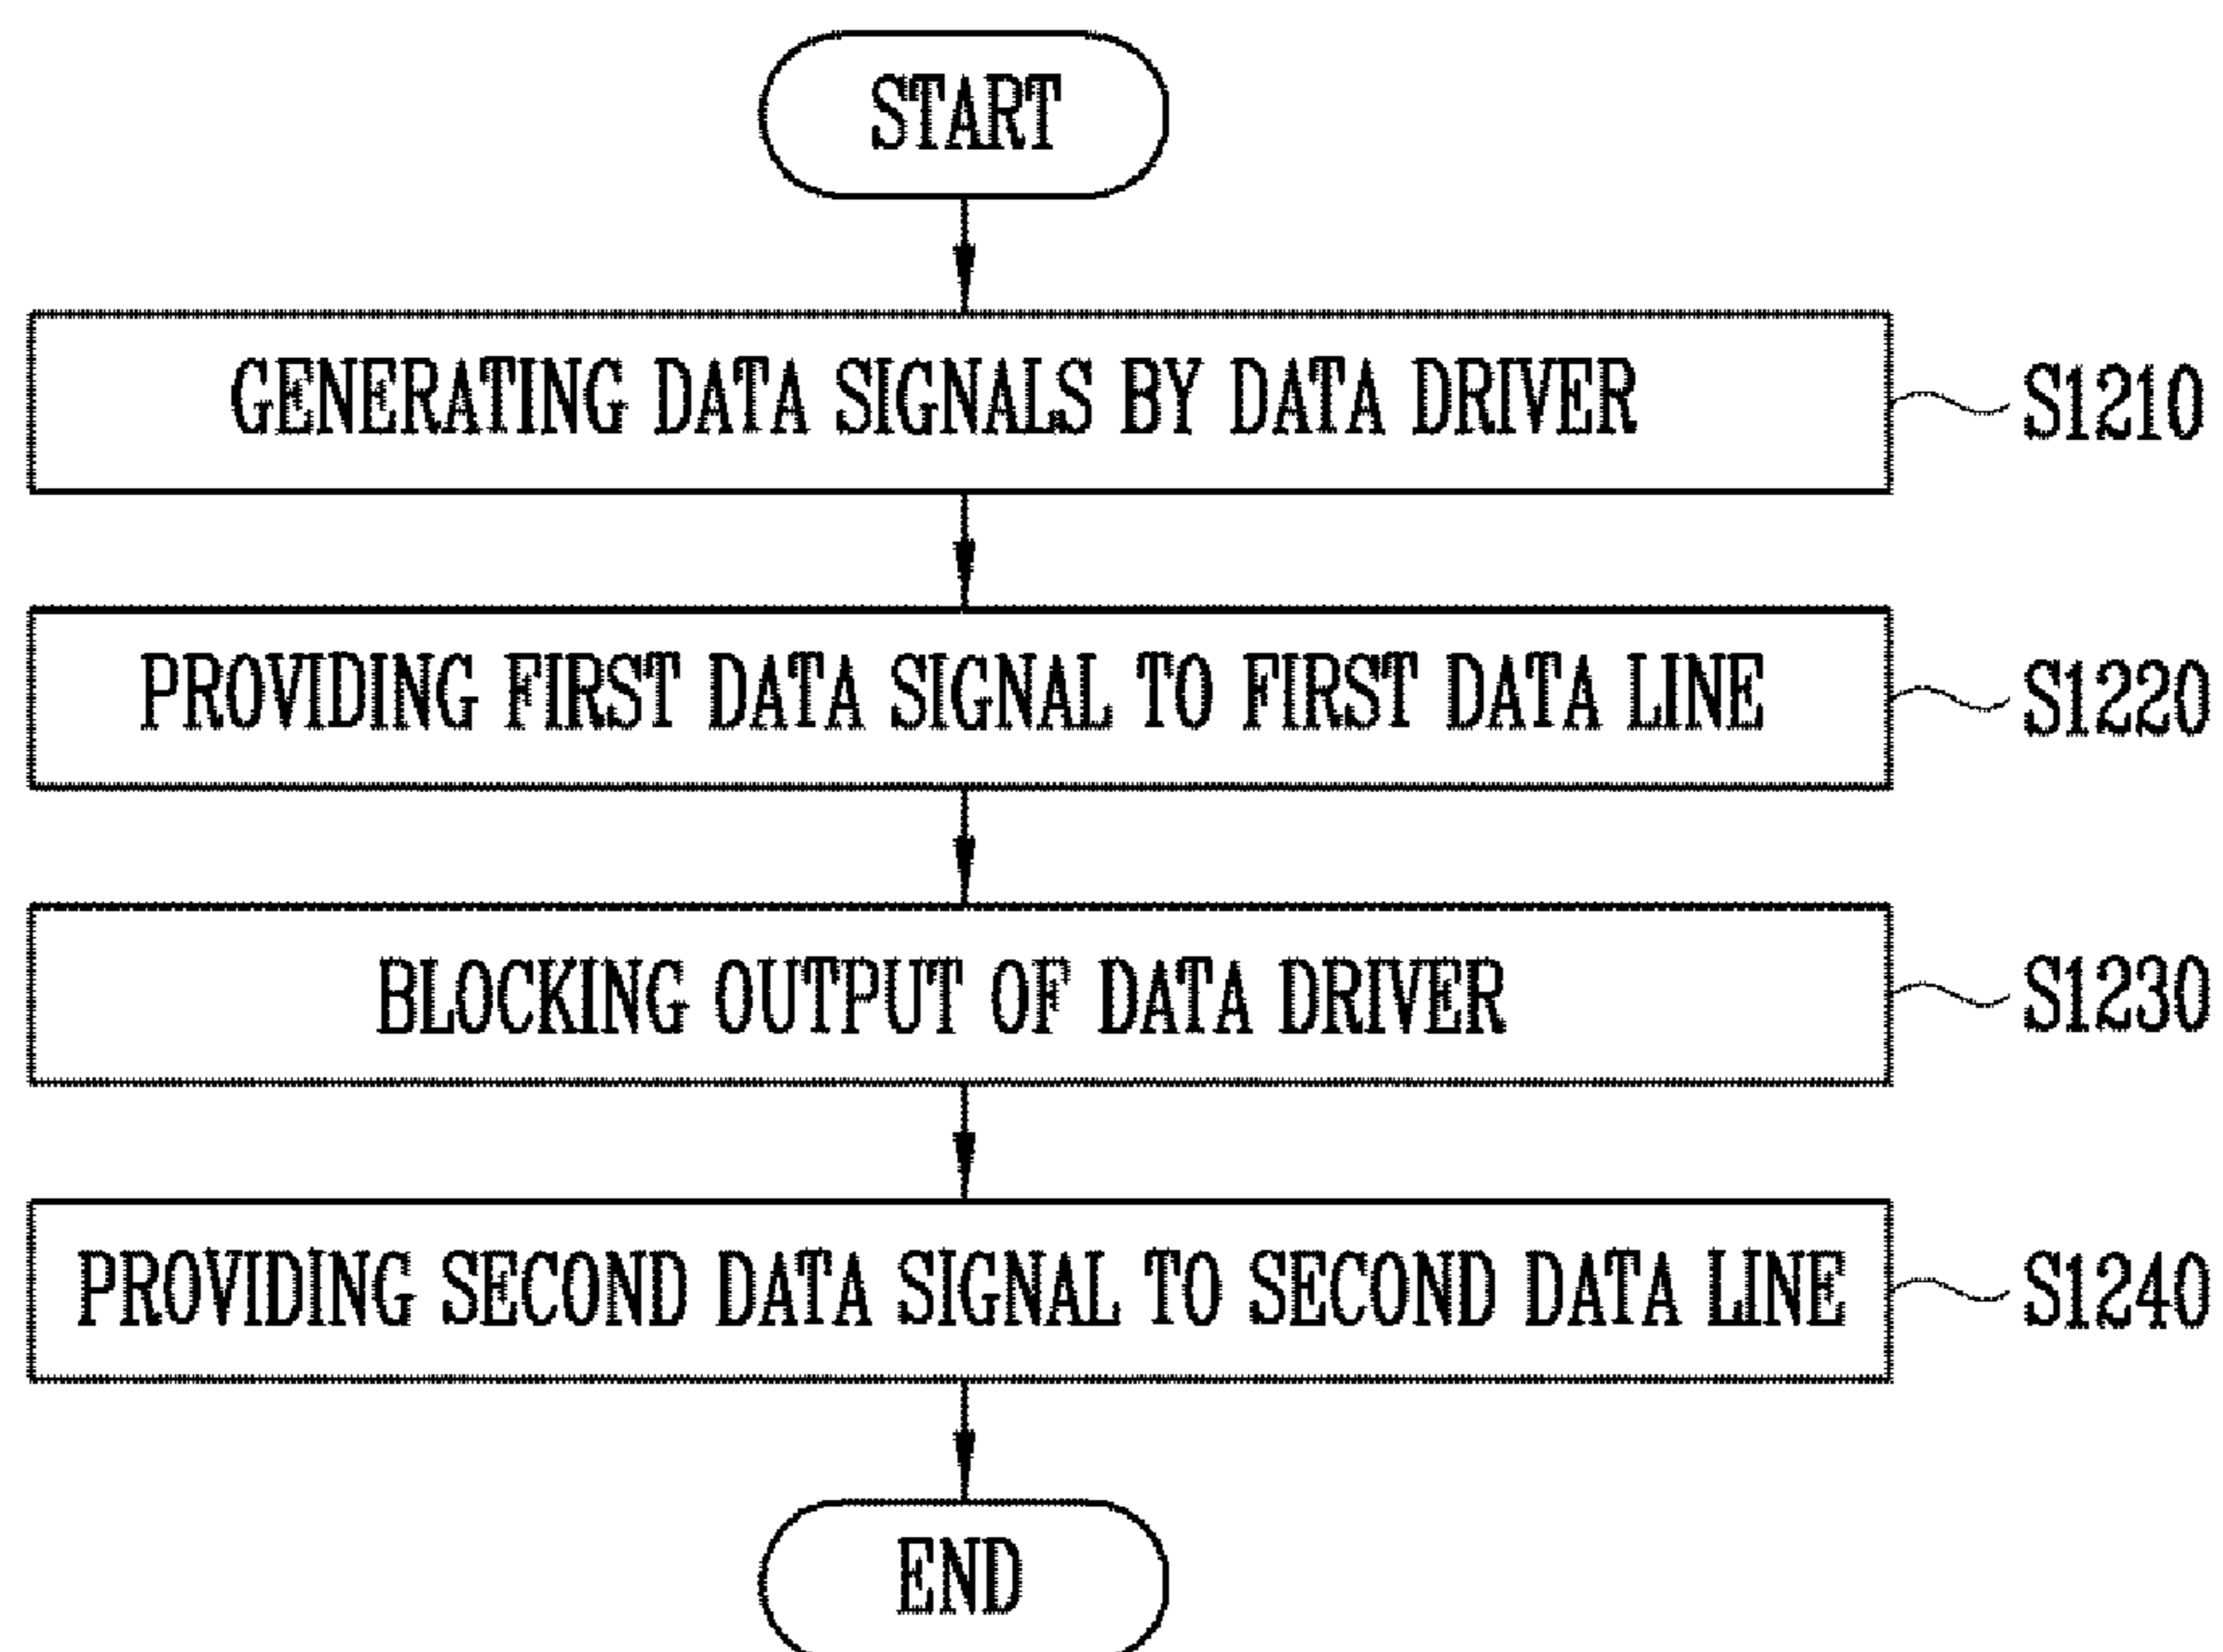 START
GENERATING DATA SIGNALS BY DATA DRIVER
S1210
PROVIDING FIRST DATA SIGNAL TO FIRST DATA LINE
S1220
BLOCKING OUTPUT OF DATA DRIVER
S1230
PROVIDING SECOND DATA SIGNAL TO SECOND DATA LINE
S1240
END